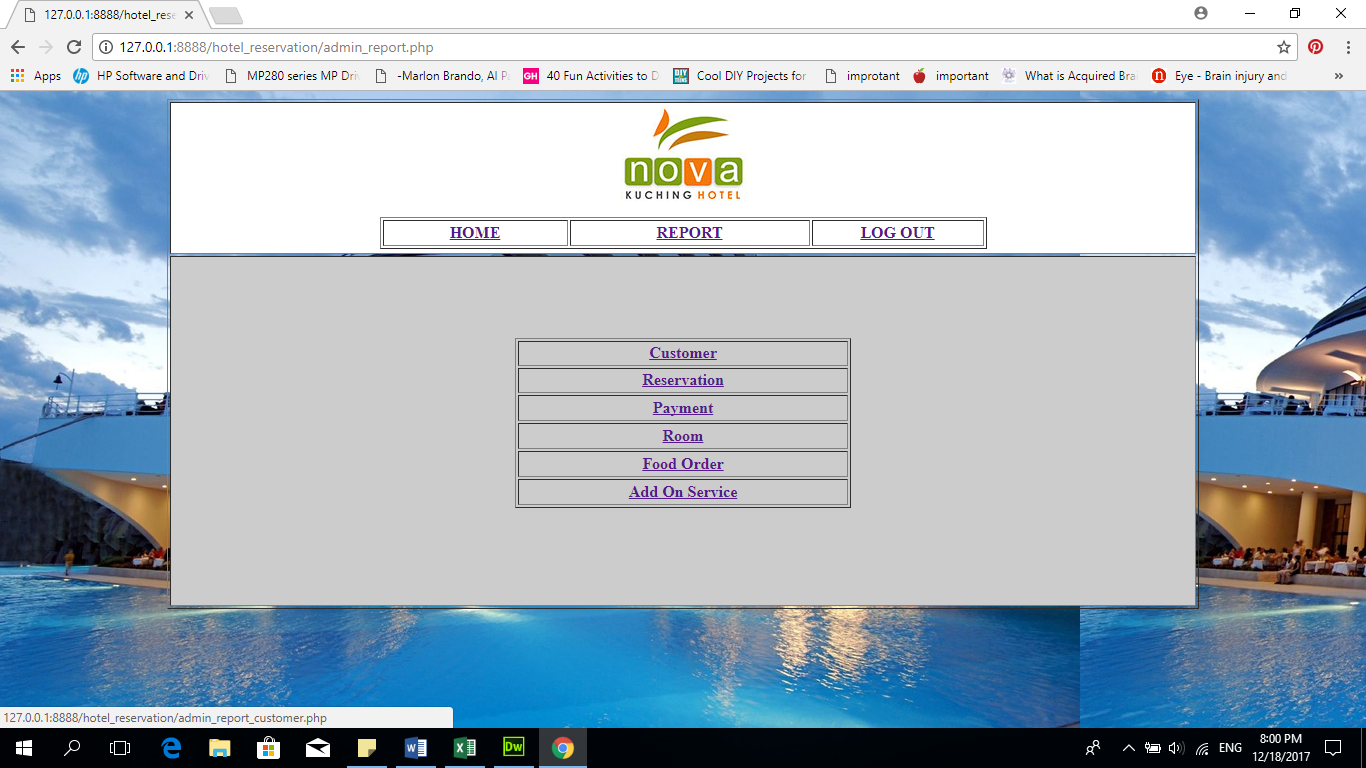 127.0.0.1:8888/hotel_rese
127.0.0.1:8888/hotel_reservation/admin_report.php
Apps HP Software and Driv MP280 series MP Driv -Marlon Brando, Al Pa GH 40 Fun Activities to D DIY Cool DIY Projects for improtant important What is Acquired Brai n Eye - Brain injury and »
nova
KUCHING HOTEL
HOME REPORT LOG OUT
Customer
Reservation
Payment
Room
Food Order
Add On Service
127.0.0.1:8888/hotel_reservation/admin_report_customer.php
Dw ENG 8:00 PM
12/18/2017